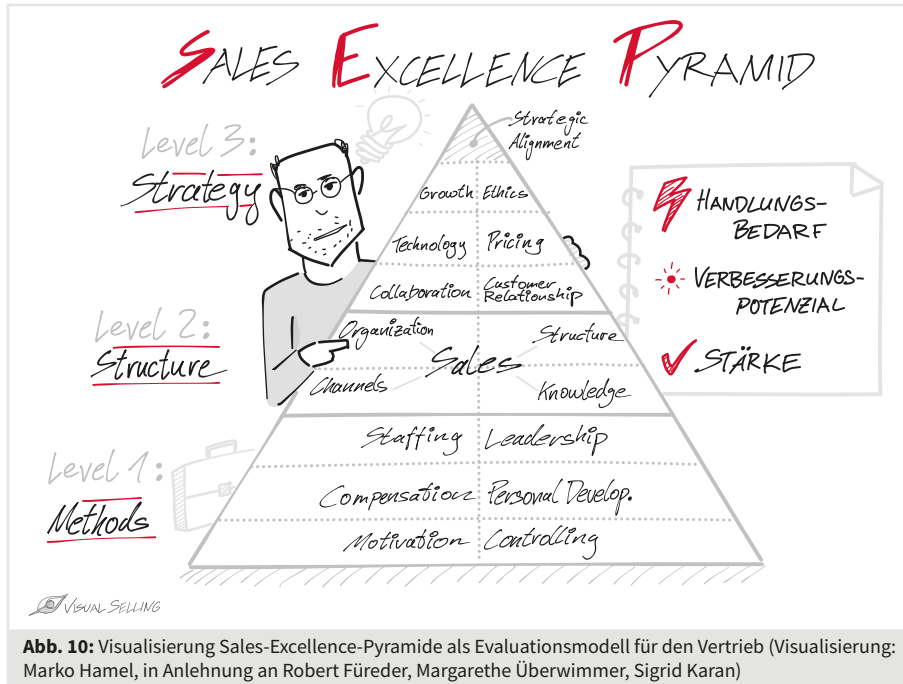 SALES EXCELLENCE PYRAMID
Level 3:
Strategy
Strategic
Alignment
Growth Ethics
Technology Pricing
Collaboration Customer
Relationship
Level 2:
Structure
Organization Structure
Sales
Channels Knowledge
Level 1:
Methods
Staffing Leadership
Compensation Personal Develop.
Motivation Controlling
HANDLUNGS-
BEDARF
VERBESSERUNGS-
POTENZIAL
STÄRKE
VISUAL SELLING
Abb. 10: Visualisierung Sales-Excellence-Pyramide als Evaluationsmodell für den Vertrieb (Visualisierung:
Marko Hamel, in Anlehnung an Robert Füreder, Margarethe Überwimmer, Sigrid Karan)